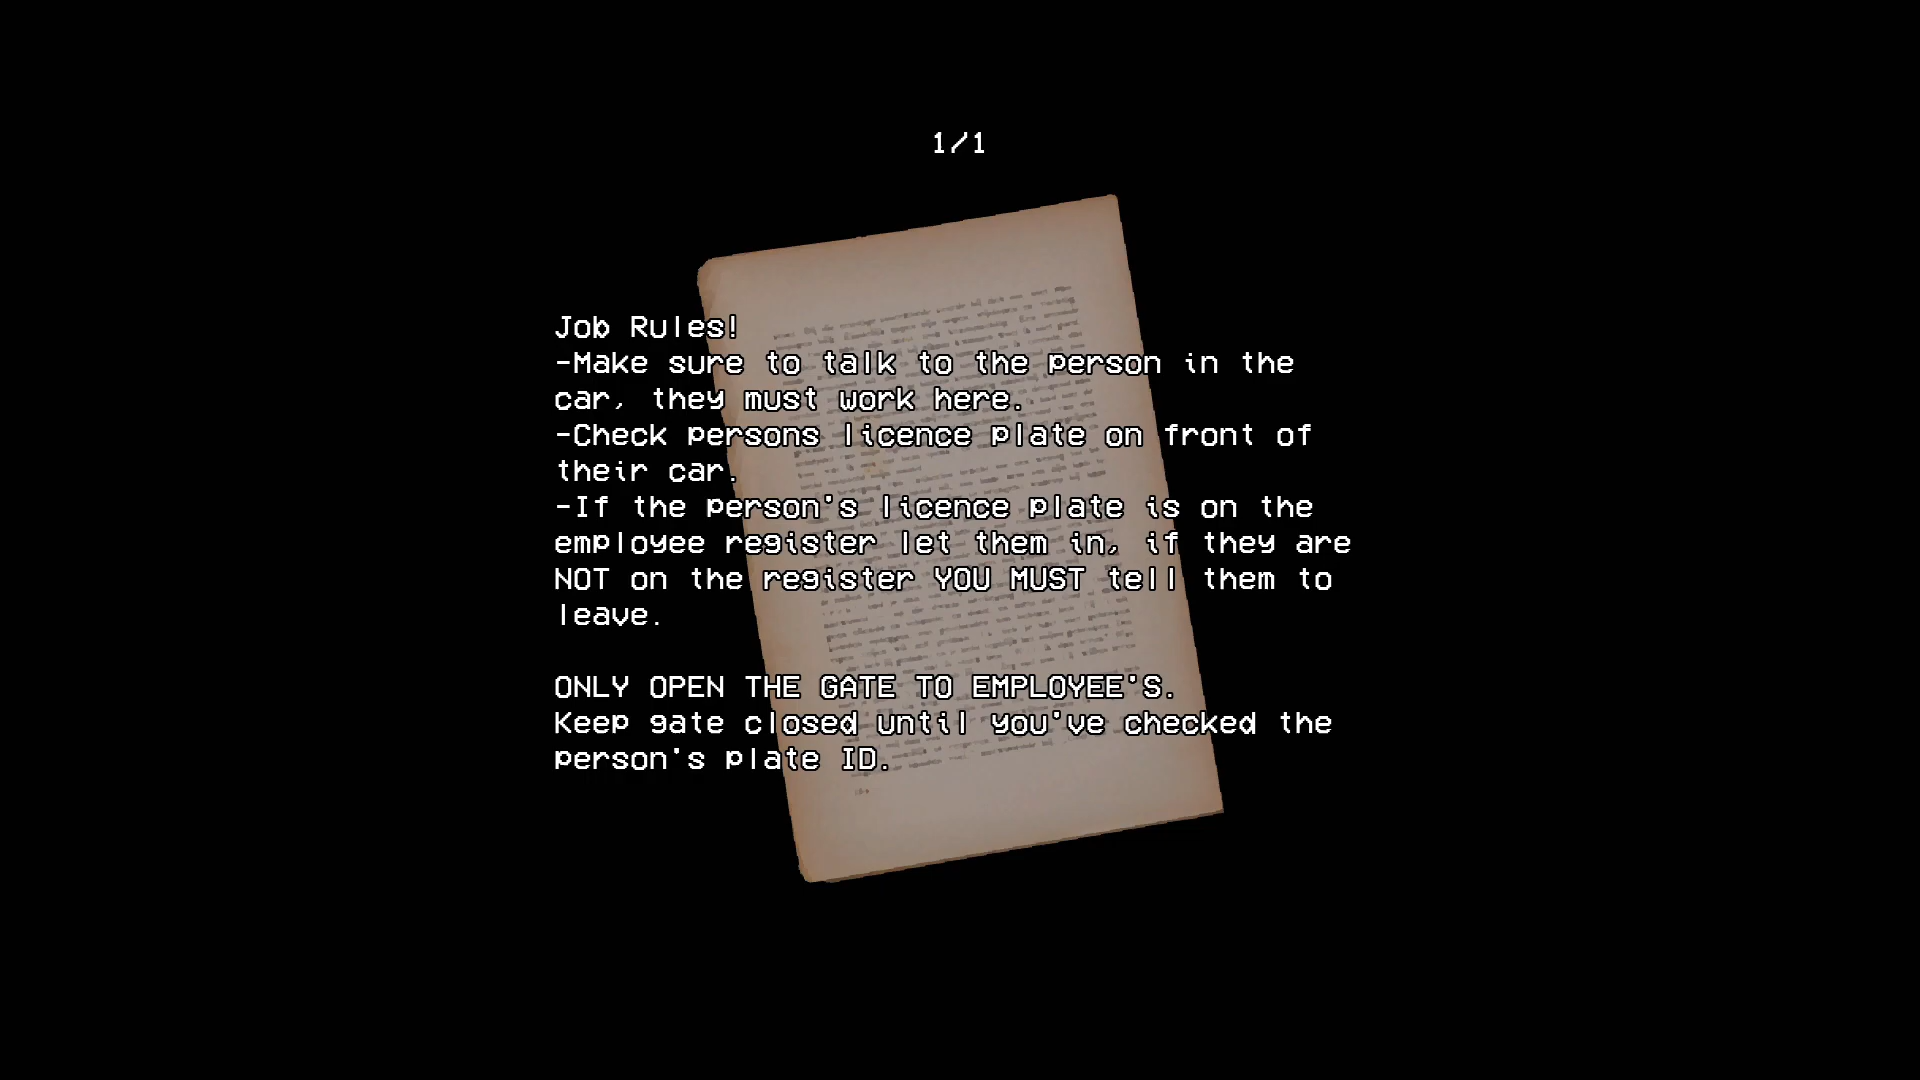 1/1
Job Rules!
-Make sure to talk to the person in the
car, they must work here.
-Check persons licence plate on front of
their car.
-If the person's licence plate is on the
employee register let them in, if they are
NOT on the register YOU MUST tell them to
leave.
ONLY OPEN THE GATE TO EMPLOYEE'S.
Keep gate closed until you've checked the
person's plate ID.